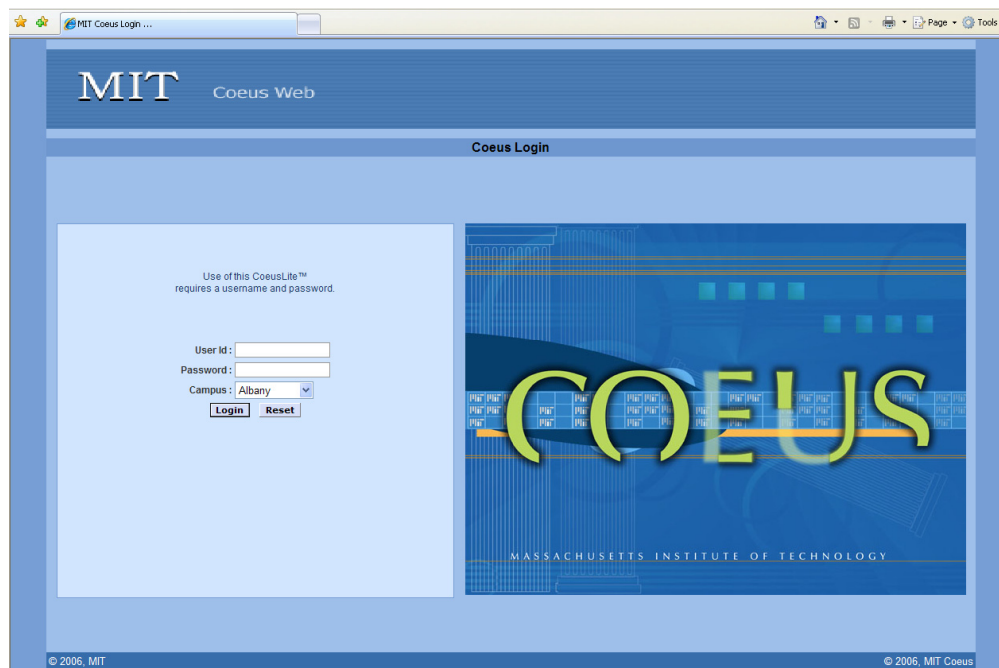 MIT Coeus Login ...
Page
Tools
MIT Coeus Web
Coeus Login
Use of this CoeusLite™
requires a username and password.
User Id :
Password :
Campus : Albany
Login Reset
COEUS
MASSACHUSETTS INSTITUTE OF TECHNOLOGY
© 2006, MIT
© 2006, MIT Coeus